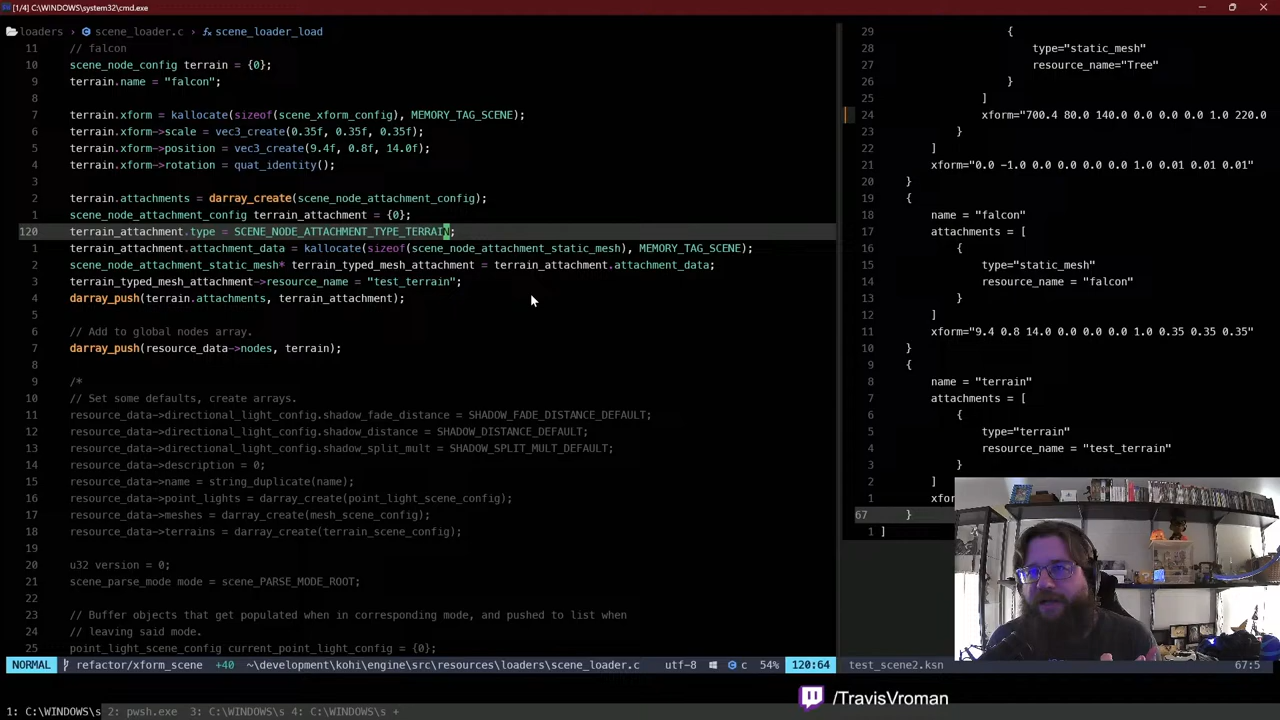 [1/4] C:\WINDOWS\system32\cmd.exe
loaders > scene_loader.c > scene_loader_load
11 // falcon
10 scene_node_config terrain = {0};
9 terrain.name = "falcon";
8
7 terrain.xform = kallocate(sizeof(scene_xform_config), MEMORY_TAG_SCENE);
6 terrain.xform->scale = vec3_create(0.35f, 0.35f, 0.35f);
5 terrain.xform->position = vec3_create(9.4f, 0.8f, 14.0f);
4 terrain.xform->rotation = quat_identity();
3
2 terrain.attachments = darray_create(scene_node_attachment_config);
1 scene_node_attachment_config terrain_attachment = {0};
120 terrain_attachment.type = SCENE_NODE_ATTACHMENT_TYPE_TERRAIN;
1 terrain_attachment.attachment_data = kallocate(sizeof(scene_node_attachment_static_mesh), MEMORY_TAG_SCENE);
2 scene_node_attachment_static_mesh* terrain_typed_mesh_attachment = terrain_attachment.attachment_data;
3 terrain_typed_mesh_attachment->resource_name = "test_terrain";
4 darray_push(terrain.attachments, terrain_attachment);
5
6 // Add to global nodes array.
7 darray_push(resource_data->nodes, terrain);
8
9 /*
10 // Set some defaults, create arrays.
11 resource_data->directional_light_config.shadow_fade_distance = SHADOW_FADE_DISTANCE_DEFAULT;
12 resource_data->directional_light_config.shadow_distance = SHADOW_DISTANCE_DEFAULT;
13 resource_data->directional_light_config.shadow_split_mult = SHADOW_SPLIT_MULT_DEFAULT;
14 resource_data->description = 0;
15 resource_data->name = string_duplicate(name);
16 resource_data->point_lights = darray_create(point_light_scene_config);
17 resource_data->meshes = darray_create(mesh_scene_config);
18 resource_data->terrains = darray_create(terrain_scene_config);
19
20 u32 version = 0;
21 scene_parse_mode mode = scene_PARSE_MODE_ROOT;
22
23 // Buffer objects that get populated when in corresponding mode, and pushed to list when
24 // leaving said mode.
25 point_light_scene_config current_point_light_config = {0};
NORMAL refactor/xform_scene +40 ~\development\kohi\engine\src\resources\loaders\scene_loader.c utf-8 c 54% 120:64
29 {
28 type="static_mesh"
27 resource_name="Tree"
26 }
25 ]
24 xform="700.4 80.0 140.0 0.0 0.0 0.0 1.0 220.0
23 }
22 ]
21 xform="0.0 -1.0 0.0 0.0 0.0 0.0 1.0 0.01 0.01 0.01"
20 }
19 {
18 name = "falcon"
17 attachments = [
16 {
15 type="static_mesh"
14 resource_name = "falcon"
13 }
12 ]
11 xform="9.4 0.8 14.0 0.0 0.0 0.0 1.0 0.35 0.35 0.35"
10 }
9 {
8 name = "terrain"
7 attachments = [
6 {
5 type="terrain"
4 resource_name = "test_terrain"
3 }
2 ]
1 xfo
67 }
1 ]
test_scene2.ksn 67:5
/TravisVroman
1: C:\WINDOWS\s 2: pwsh.exe 3: C:\WINDOWS\s 4: C:\WINDOWS\s +